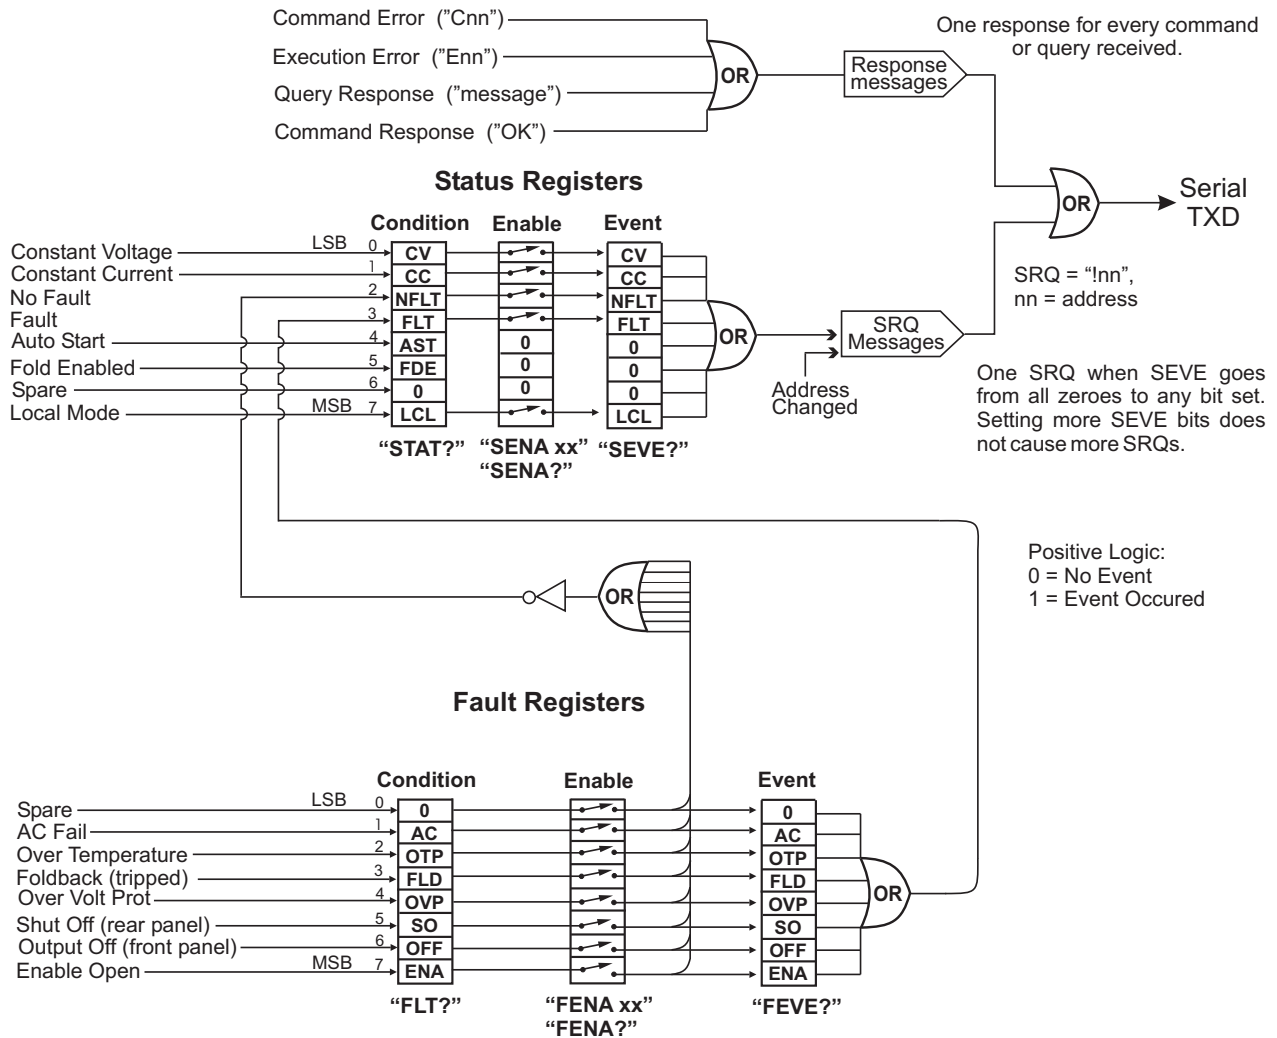 Command Error (”Cnn”)
Execution Error (”Enn”)
Query Response (”message”)
Command Response (”OK”)
OR
Response
messages
One response for every command
or query received.
OR
Serial
TXD
SRQ = “!nn”,
nn = address
Status Registers
Condition
Enable
Event
Constant Voltage
LSB
0
CV
CV
Constant Current
1
CC
CC
No Fault
2
NFLT
NFLT
Fault
3
FLT
FLT
Auto Start
4
AST
0
0
Fold Enabled
5
FDE
0
0
Spare
6
0
0
0
Local Mode
MSB
7
LCL
LCL
“STAT?”
“SENA xx”
“SENA?”
“SEVE?”
OR
SRQ
Messages
Address
Changed
One SRQ when SEVE goes
from all zeroes to any bit set.
Setting more SEVE bits does
not cause more SRQs.
Positive Logic:
0 = No Event
1 = Event Occured
OR
Fault Registers
Condition
Enable
Event
Spare
LSB
0
0
0
AC Fail
1
AC
AC
Over Temperature
2
OTP
OTP
Foldback (tripped)
3
FLD
FLD
Over Volt Prot
4
OVP
OVP
Shut Off (rear panel)
5
SO
SO
Output Off (front panel)
6
OFF
OFF
Enable Open
MSB
7
ENA
ENA
OR
“FLT?”
“FENA xx”
“FENA?”
“FEVE?”